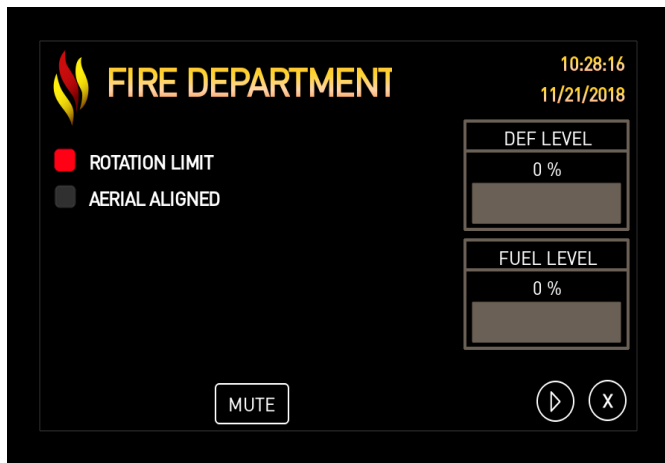 FIRE DEPARTMENT
10:28:16
11/21/2018
ROTATION LIMIT
AERIAL ALIGNED
DEF LEVEL
0 %
FUEL LEVEL
0 %
MUTE
X